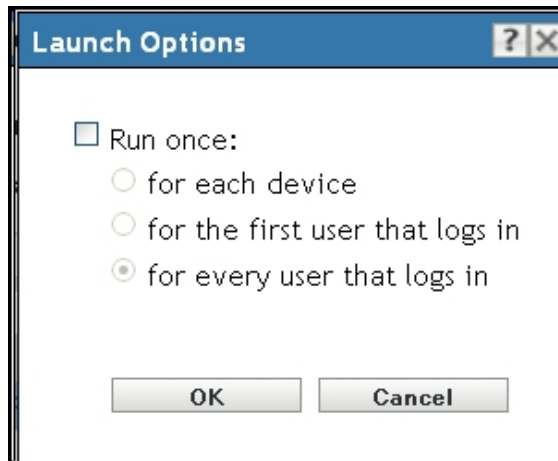 Launch Options ?
Run once:
for each device
for the first user that logs in
for every user that logs in
OK Cancel